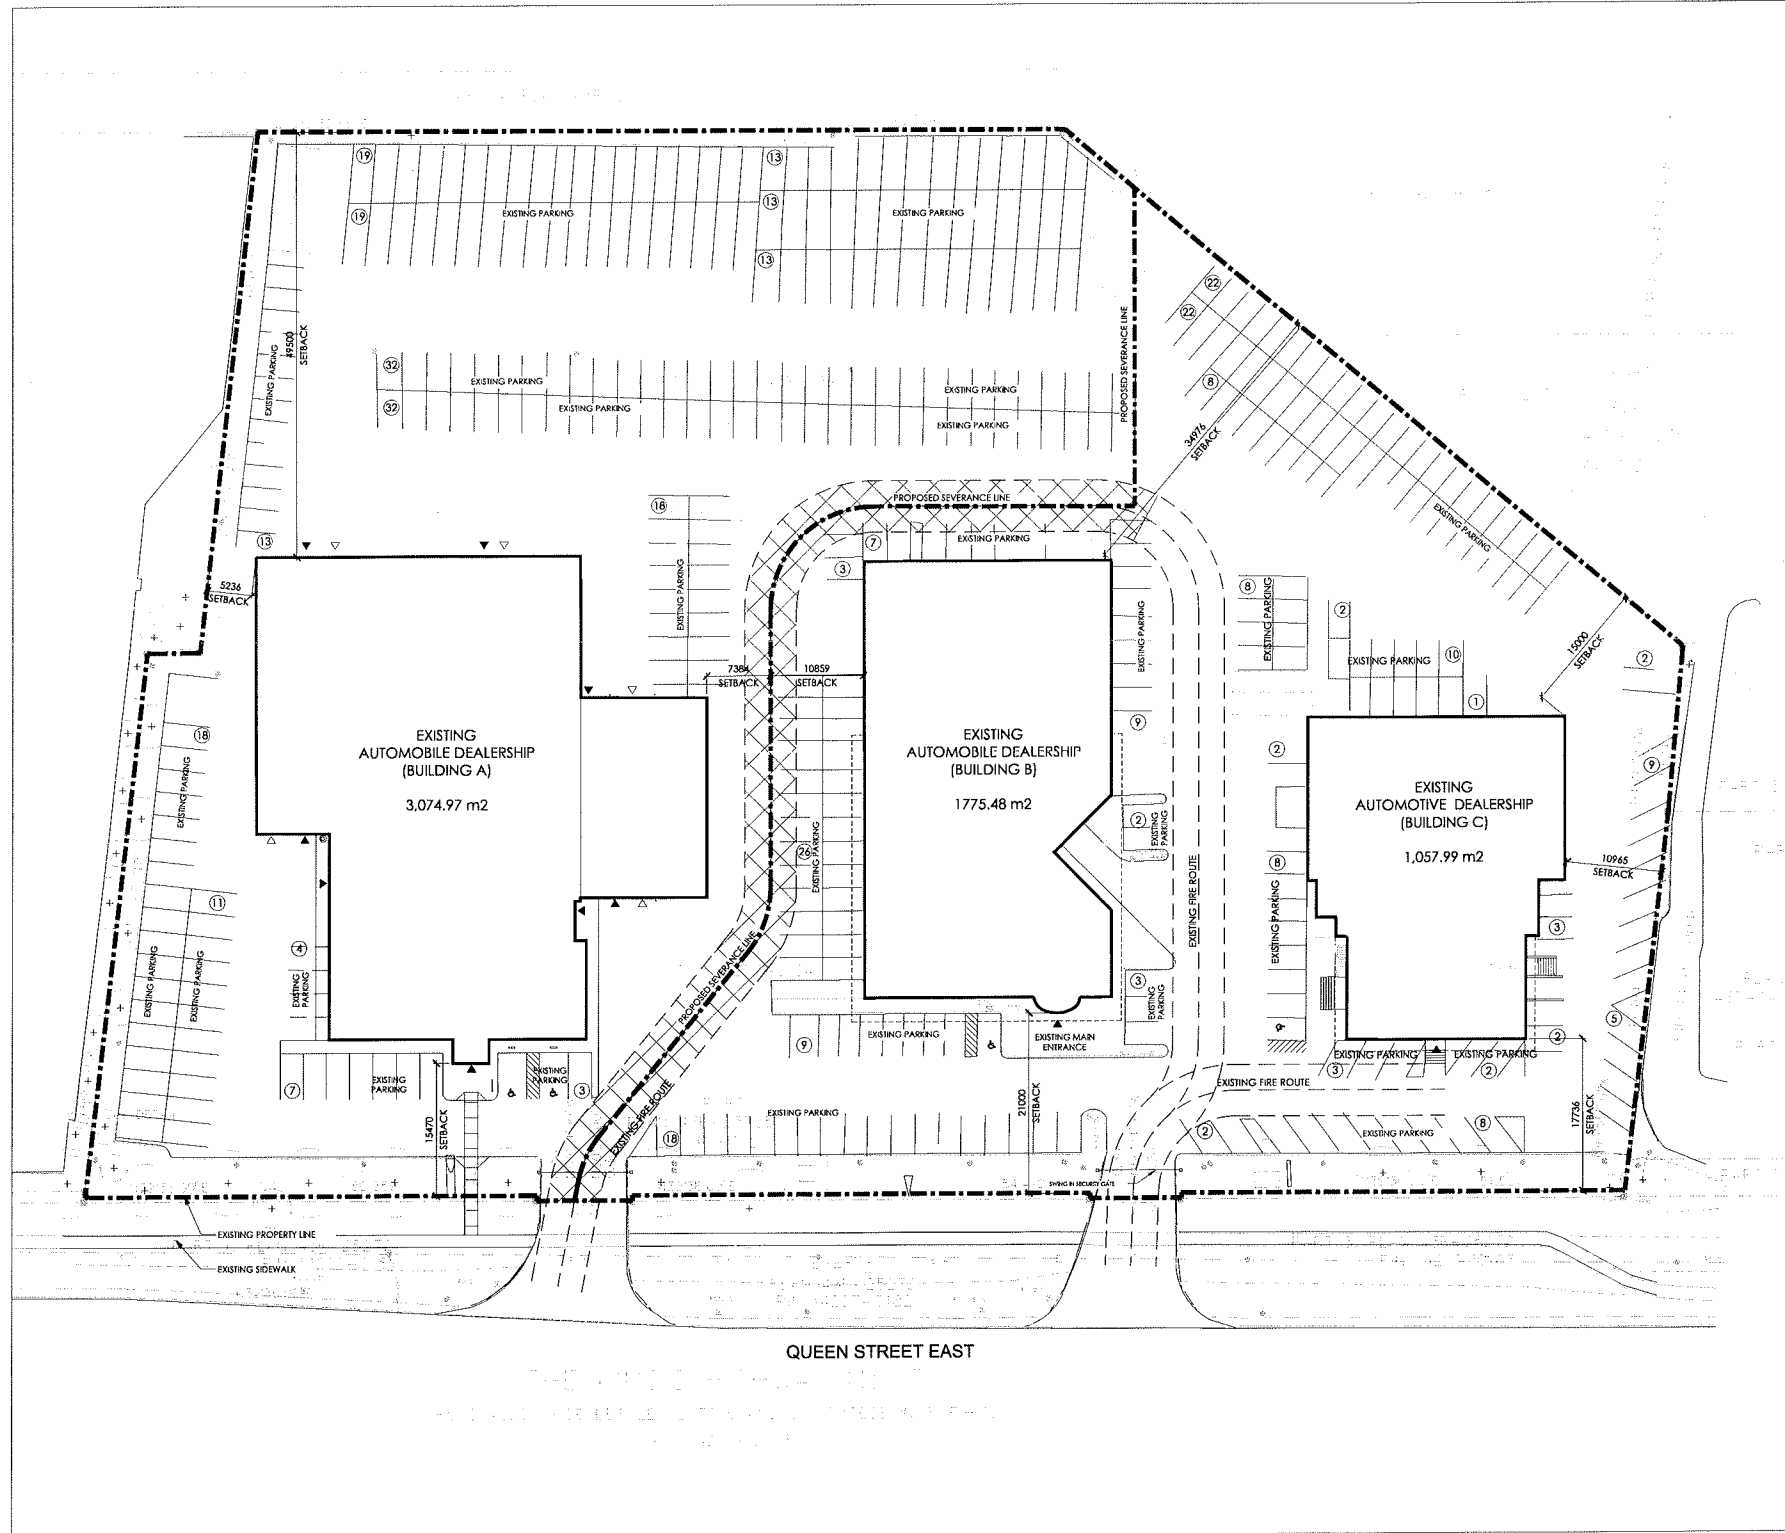 19
13
19
EXISTING PARKING
13
EXISTING PARKING
13
22
22
49500
SETBACK
EXISTING PARKING
PROPOSED SEVERANCE LINE
32
EXISTING PARKING
EXISTING PARKING
8
32
EXISTING PARKING
EXISTING PARKING
34976
SETBACK
18
PROPOSED SEVERANCE LINE
EXISTING PARKING
13
7
EXISTING PARKING
3
5236
SETBACK
EXISTING PARKING
8
EXISTING PARKING
2
EXISTING PARKING
15000
SETBACK
EXISTING PARKING
10
2
7384
SETBACK
10859
SETBACK
1
9
18
EXISTING PARKING
EXISTING
AUTOMOBILE DEALERSHIP
(BUILDING A)
3,074.97 m2
EXISTING
AUTOMOBILE DEALERSHIP
(BUILDING B)
1775.48 m2
2
9
EXISTING
AUTOMOTIVE DEALERSHIP
(BUILDING C)
1,057.99 m2
2
EXISTING
PARKING
26
EXISTING PARKING
8
EXISTING PARKING
10965
SETBACK
11
EXISTING PARKING
EXISTING PARKING
4
EXISTING
PARKING
EXISTING FIRE ROUTE
3
PROPOSED SEVERANCE LINE
3
EXISTING
PARKING
5
9
EXISTING PARKING
EXISTING MAIN
ENTRANCE
2
7
EXISTING
PARKING
EXISTING
PARKING
3
EXISTING PARKING
EXISTING PARKING
3
2
EXISTING FIRE ROUTE
EXISTING FIRE ROUTE
15470
SETBACK
18
EXISTING PARKING
21000
SETBACK
2
EXISTING PARKING
8
17736
SETBACK
SWING IN SECURITY GATE
EXISTING PROPERTY LINE
EXISTING SIDEWALK
QUEEN STREET EAST